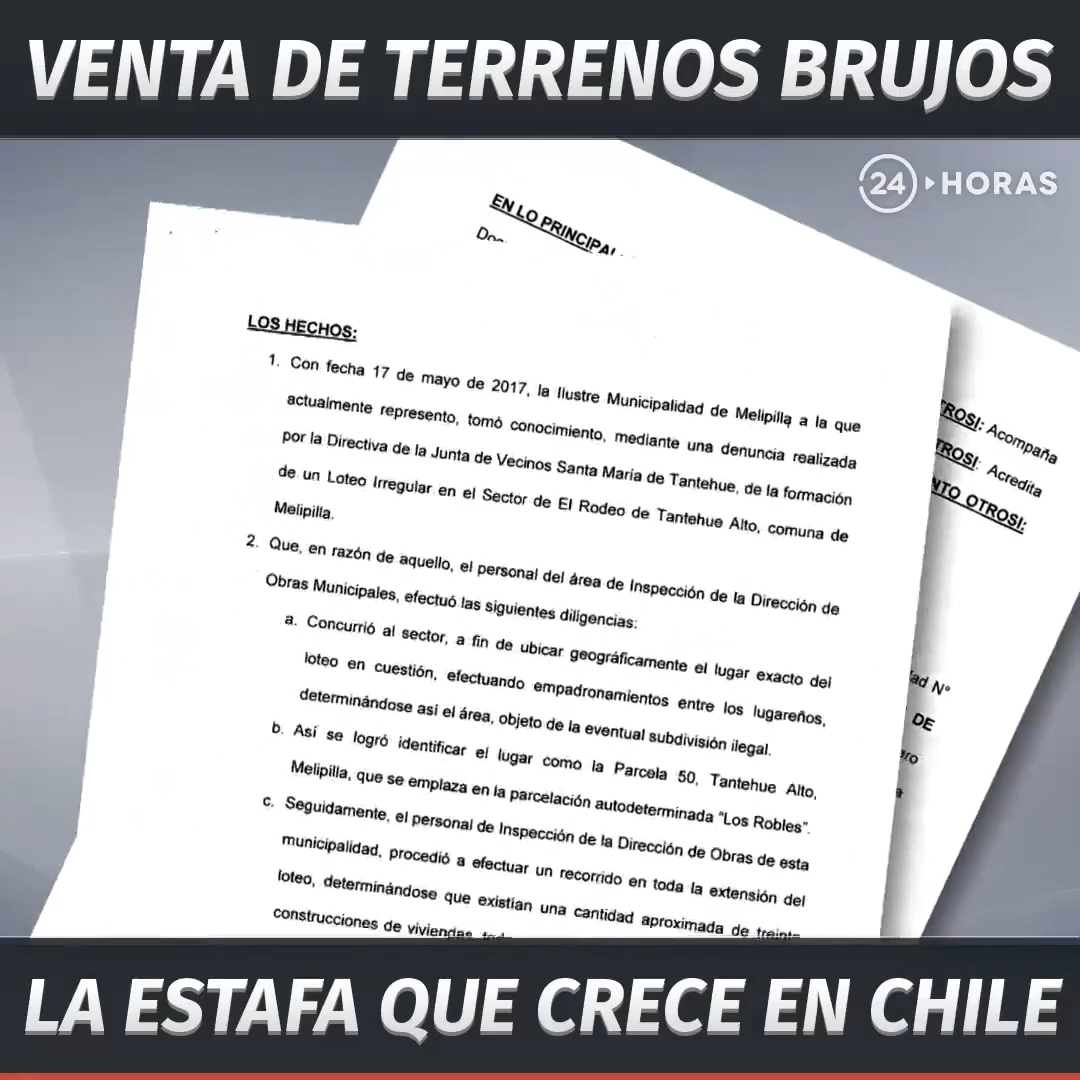 VENTA DE TERRENOS BRUJOS
24 HORAS
EN LO PRINCIPAL
LOS HECHOS:
1. Con fecha 17 de mayo de 2017, la Ilustre Municipalidad de Melipilla a la que
actualmente represento, tomó conocimiento, mediante una denuncia realizada
por la Directiva de la Junta de Vecinos Santa María de Tantehue, de la formación
de un Loteo Irregular en el Sector de El Rodeo de Tantehue Alto, comuna de
Melipilla.
2. Que, en razón de aquello, el personal del área de Inspección de la Dirección de
Obras Municipales, efectuó las siguientes diligencias:
a. Concurrió al sector, a fin de ubicar geográficamente el lugar exacto del
loteo en cuestión, efectuando empadronamientos entre los lugareños,
determinándose así el área, objeto de la eventual subdivisión ilegal.
b. Así se logró identificar el lugar como la Parcela 50, Tantehue Alto,
Melipilla, que se emplaza en la parcelación autodeterminada "Los Robles".
c. Seguidamente, el personal de Inspección de la Dirección de Obras de esta
municipalidad, procedió a efectuar un recorrido en toda la extensión del
loteo, determinándose que existían una cantidad aproximada de treinta
construcciones de viviendas
TROSI: Acompaña
TROSI: Acredita
NTO OTROSI:
ad N°
DE
LA ESTAFA QUE CRECE EN CHILE